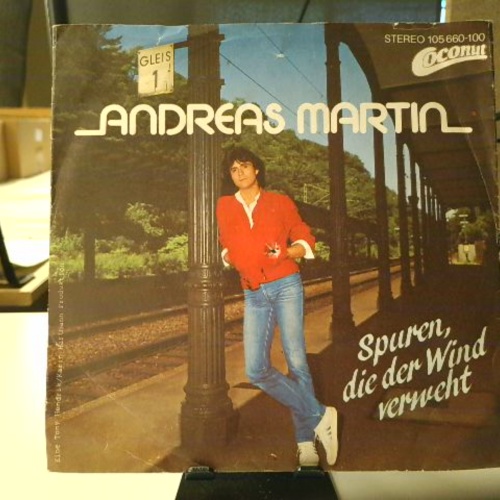 STEREO 105 660-100
Coconut
GLEIS
1
ANDREAS MARTIN
Spuren,
die der Wind
verweht